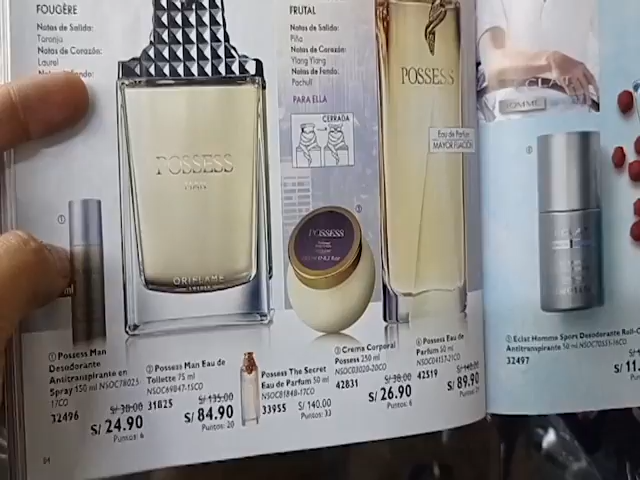 FOUGÈRE
Notas de Salida:
Toronja
Notas de Corazón:
Laurel
POSSESS
MAN
ORIFLAME
SWEDEN
FRUTAL
Notas de Salida:
Piña
Notas de Corazón:
Ylang Ylang
Notas de Fondo:
Pachulí
PARA ELLA
CERRADA
POSSESS
POSSESS
Eau de Parfum
MAYOR FIJACIÓN
HOMME
① Possess Man
Desodorante
Antitranspirante en
Spray 150 ml NSOC78023-
17CO
32496
S/ 38.00
S/ 24.90
Puntos: 6
② Possess Man Eau de
Toilette 75 ml
NSOC69847-15CO
31825
S/ 135.00
S/ 84.90
Puntos: 20
Possess The Secret
Eau de Parfum 50 ml
NSOC81848-17CO
33955
S/ 140.00
Puntos: 33
③ Crema Corporal
Possess 250 ml
42831
S/ 38.00
S/ 26.90
Puntos: 6
④ Possess Eau de
Parfum 50 ml
42519
S/ 89.90
② Eclat Homme Sport Desodorante Roll-O
Antitranspirante 50 ml
32497
S/ 11.
84